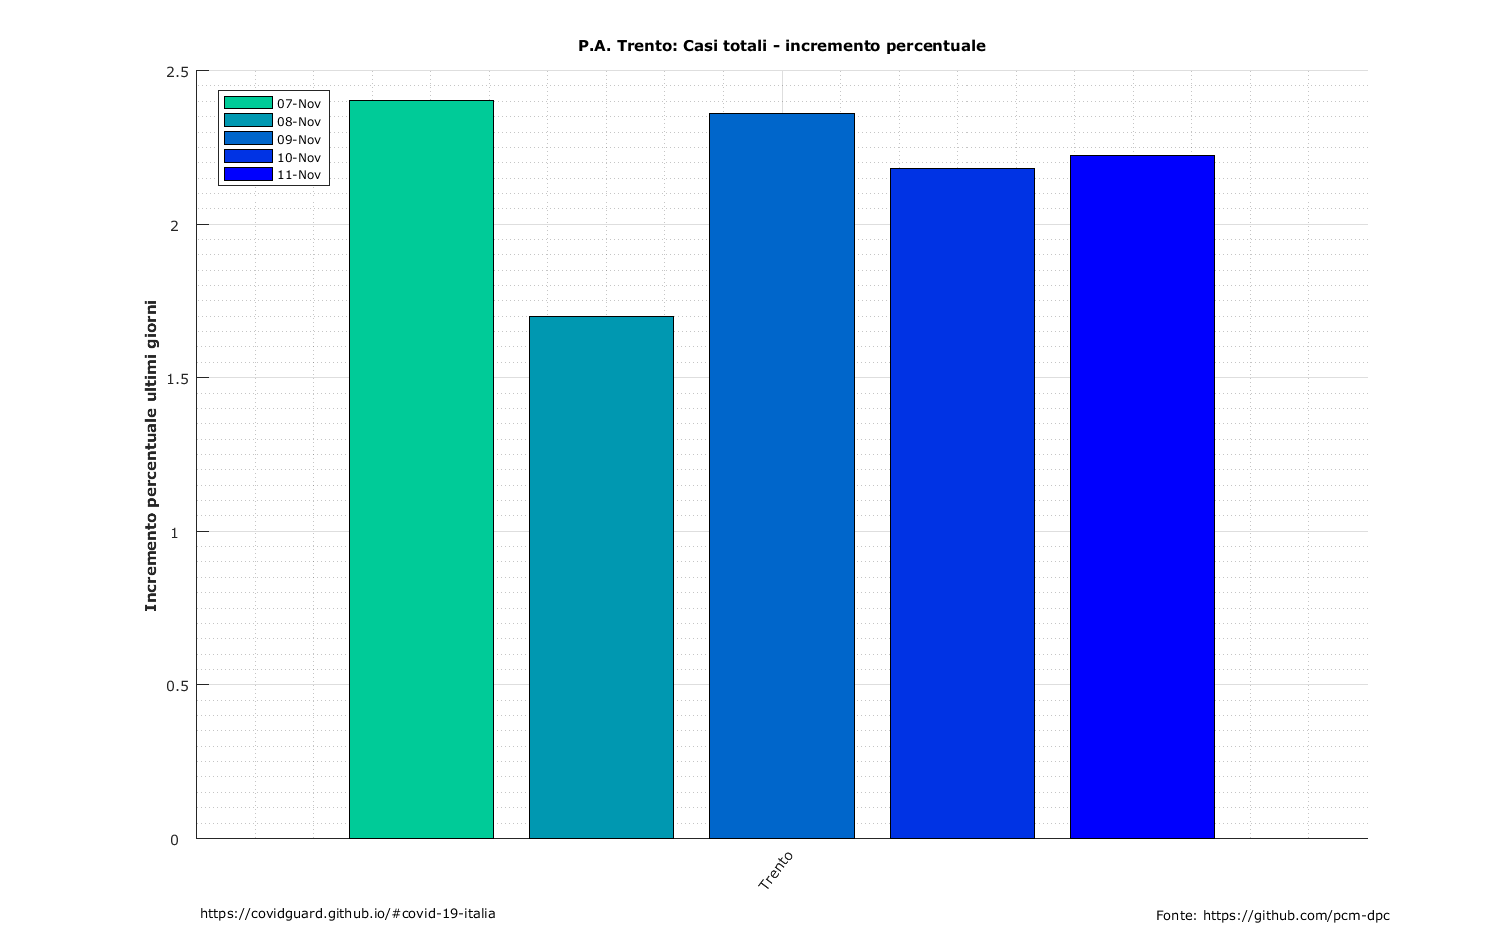 P.A. Trento: Casi totali - incremento percentuale
2.5
2
1.5
1
0.5
0
Incremento percentuale ultimi giorni
07-Nov
08-Nov
09-Nov
10-Nov
11-Nov
Trento
https://covidguard.github.io/#covid-19-italia
Fonte: https://github.com/pcm-dpc